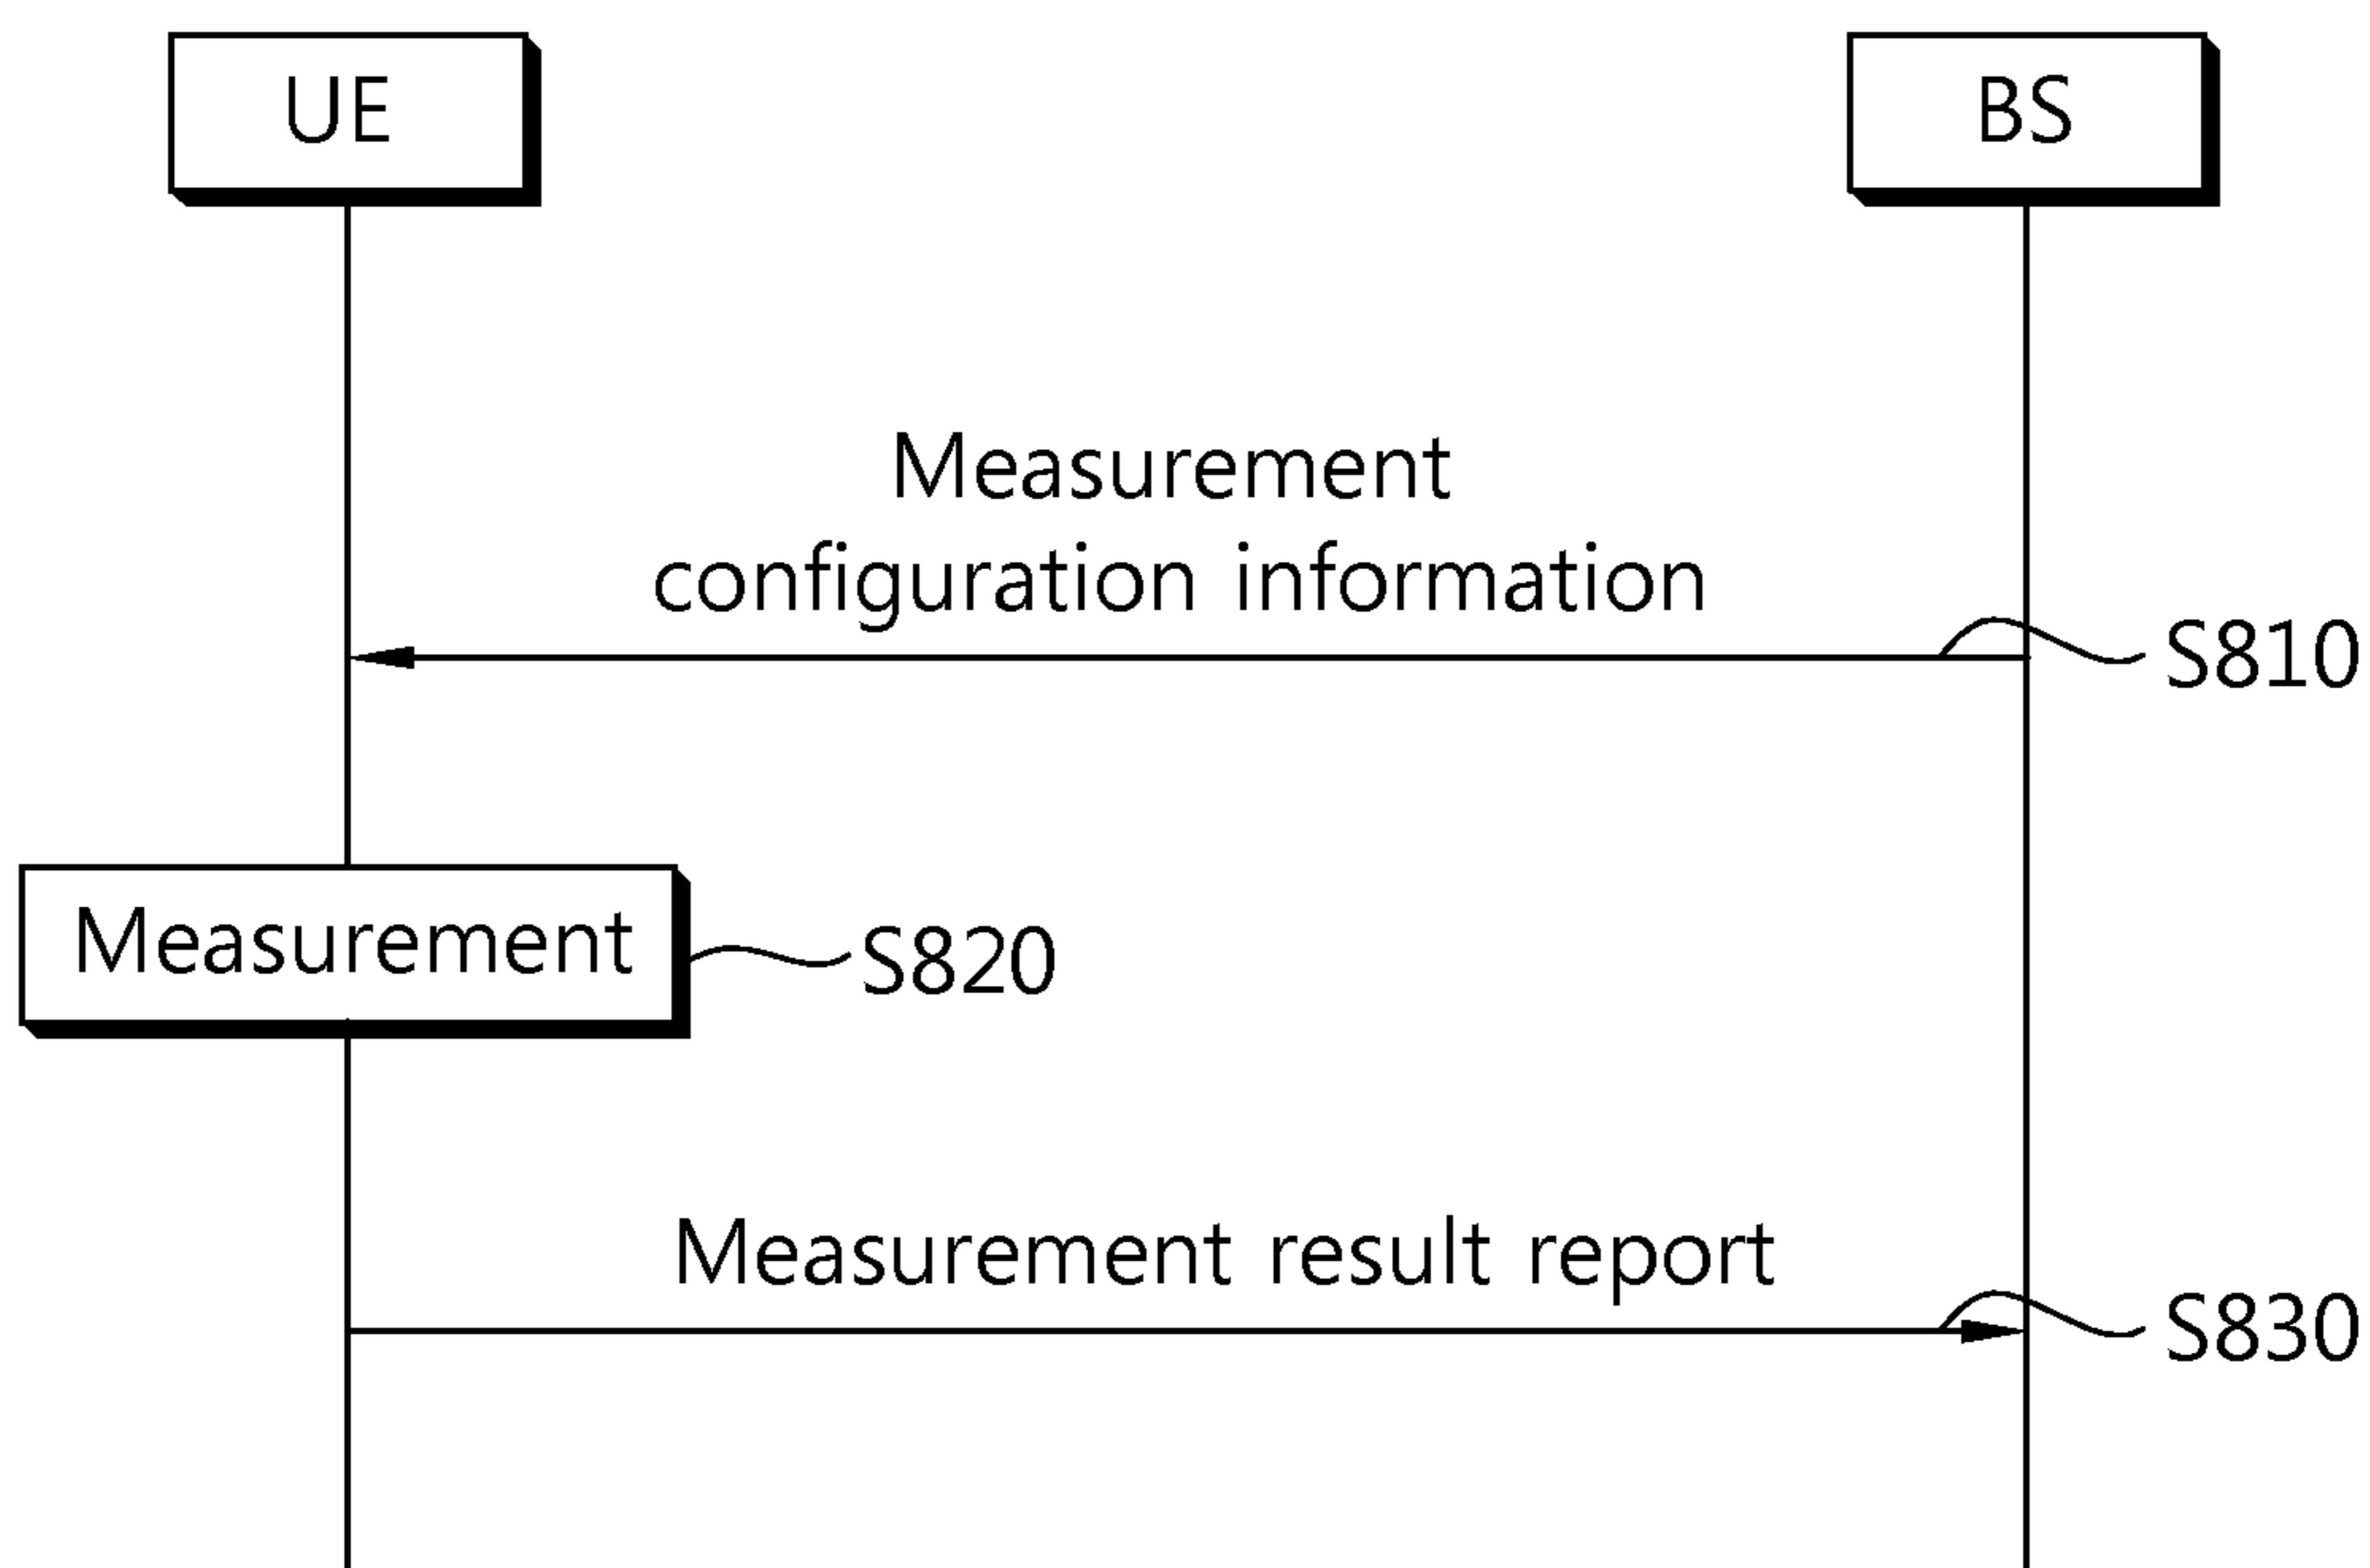 UE
BS
Measurement
configuration information
S810
Measurement
S820
Measurement result report
S830